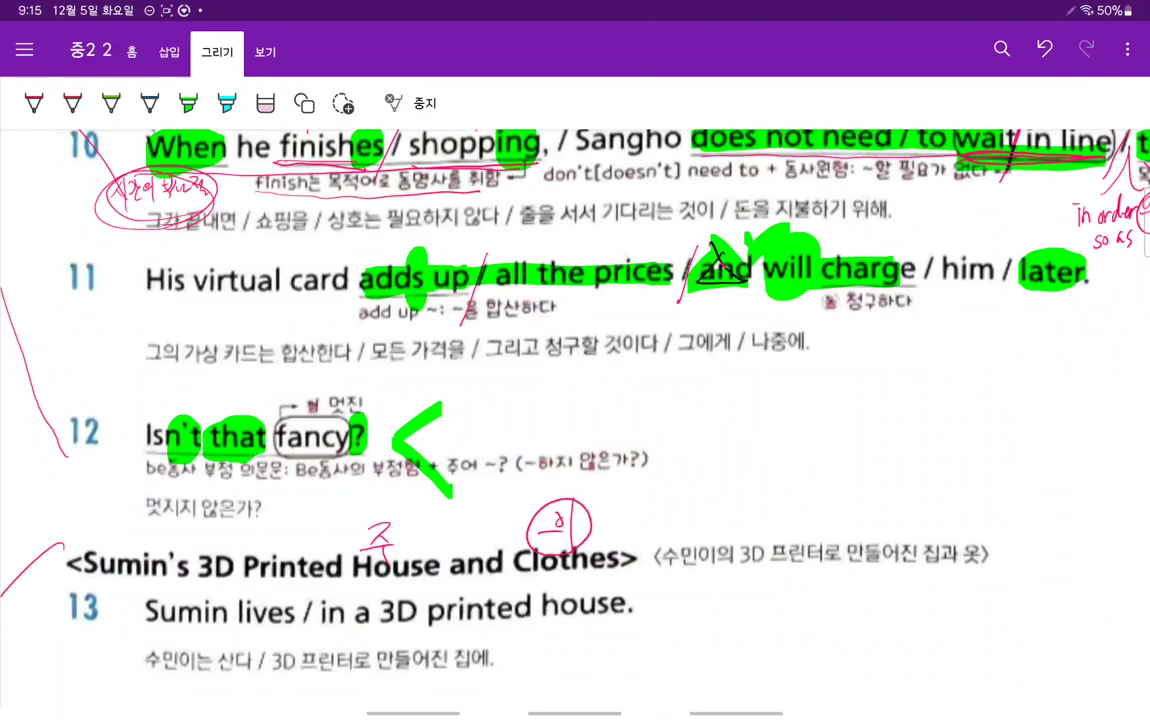 9:15 12월 5일 화요일 50%
중2 2 홈 삽입 그리기 보기
중지
10 When he finishes / shopping, / Sangho does not need / to wait in line / t
finish는 목적어로 동명사를 취함 don't[doesn't] need to + 동사원형: ~할 필요가 없다
in order
so as
그가 끝내면 / 쇼핑을 / 상호는 필요하지 않다 / 줄을 서서 기다리는 것이 / 돈을 지불하기 위해.
11 His virtual card adds up / all the prices / and will charge / him / later.
add up ~: ~을 합산하다 동 청구하다
그의 가상 카드는 합산한다 / 모든 가격을 / 그리고 청구할 것이다 / 그에게 / 나중에.
형 멋진
12 Isn't that fancy?
be동사 부정 의문문: Be동사의 부정형 + 주어 ~? (~하지 않은가?)
멋지지 않은가?
주
의
<Sumin's 3D Printed House and Clothes> <수민이의 3D 프린터로 만들어진 집과 옷>
13 Sumin lives / in a 3D printed house.
수민이는 산다 / 3D 프린터로 만들어진 집에.